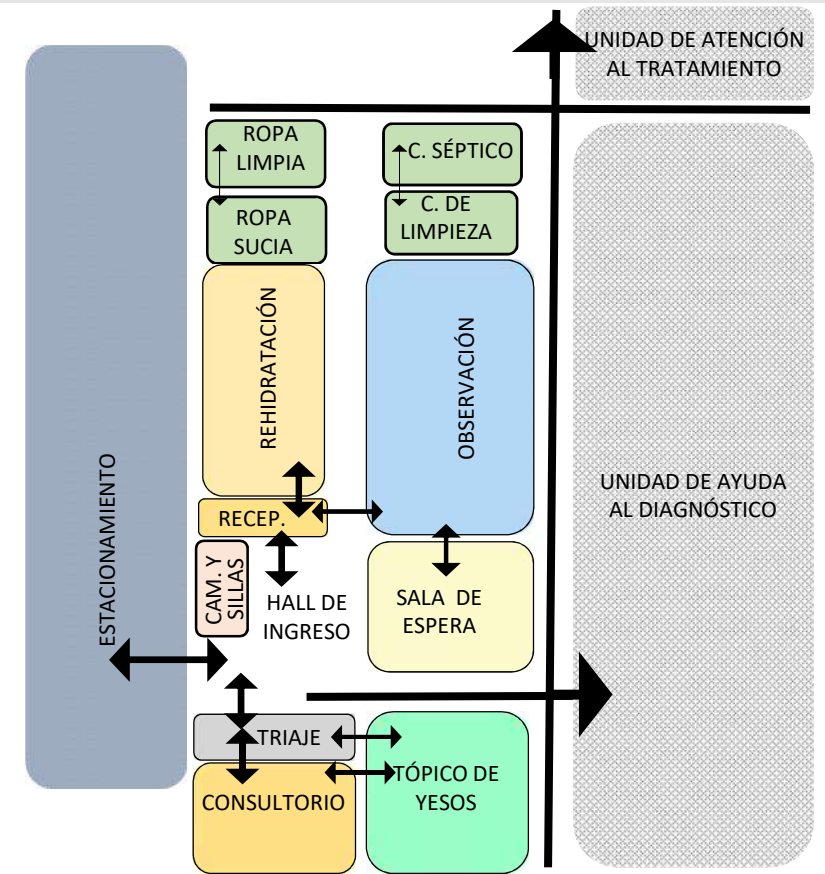 UNIDAD DE ATENCIÓN
AL TRATAMIENTO
ROPA
LIMPIA
C. SÉPTICO
ROPA
SUCIA
C. DE
LIMPIEZA
REHIDRATACIÓN
OBSERVACIÓN
ESTACIONAMIENTO
UNIDAD DE AYUDA
AL DIAGNÓSTICO
RECEP.
CAM. Y
SILLAS
HALL DE
INGRESO
SALA DE
ESPERA
TRIAJE
CONSULTORIO
TÓPICO DE
YESOS